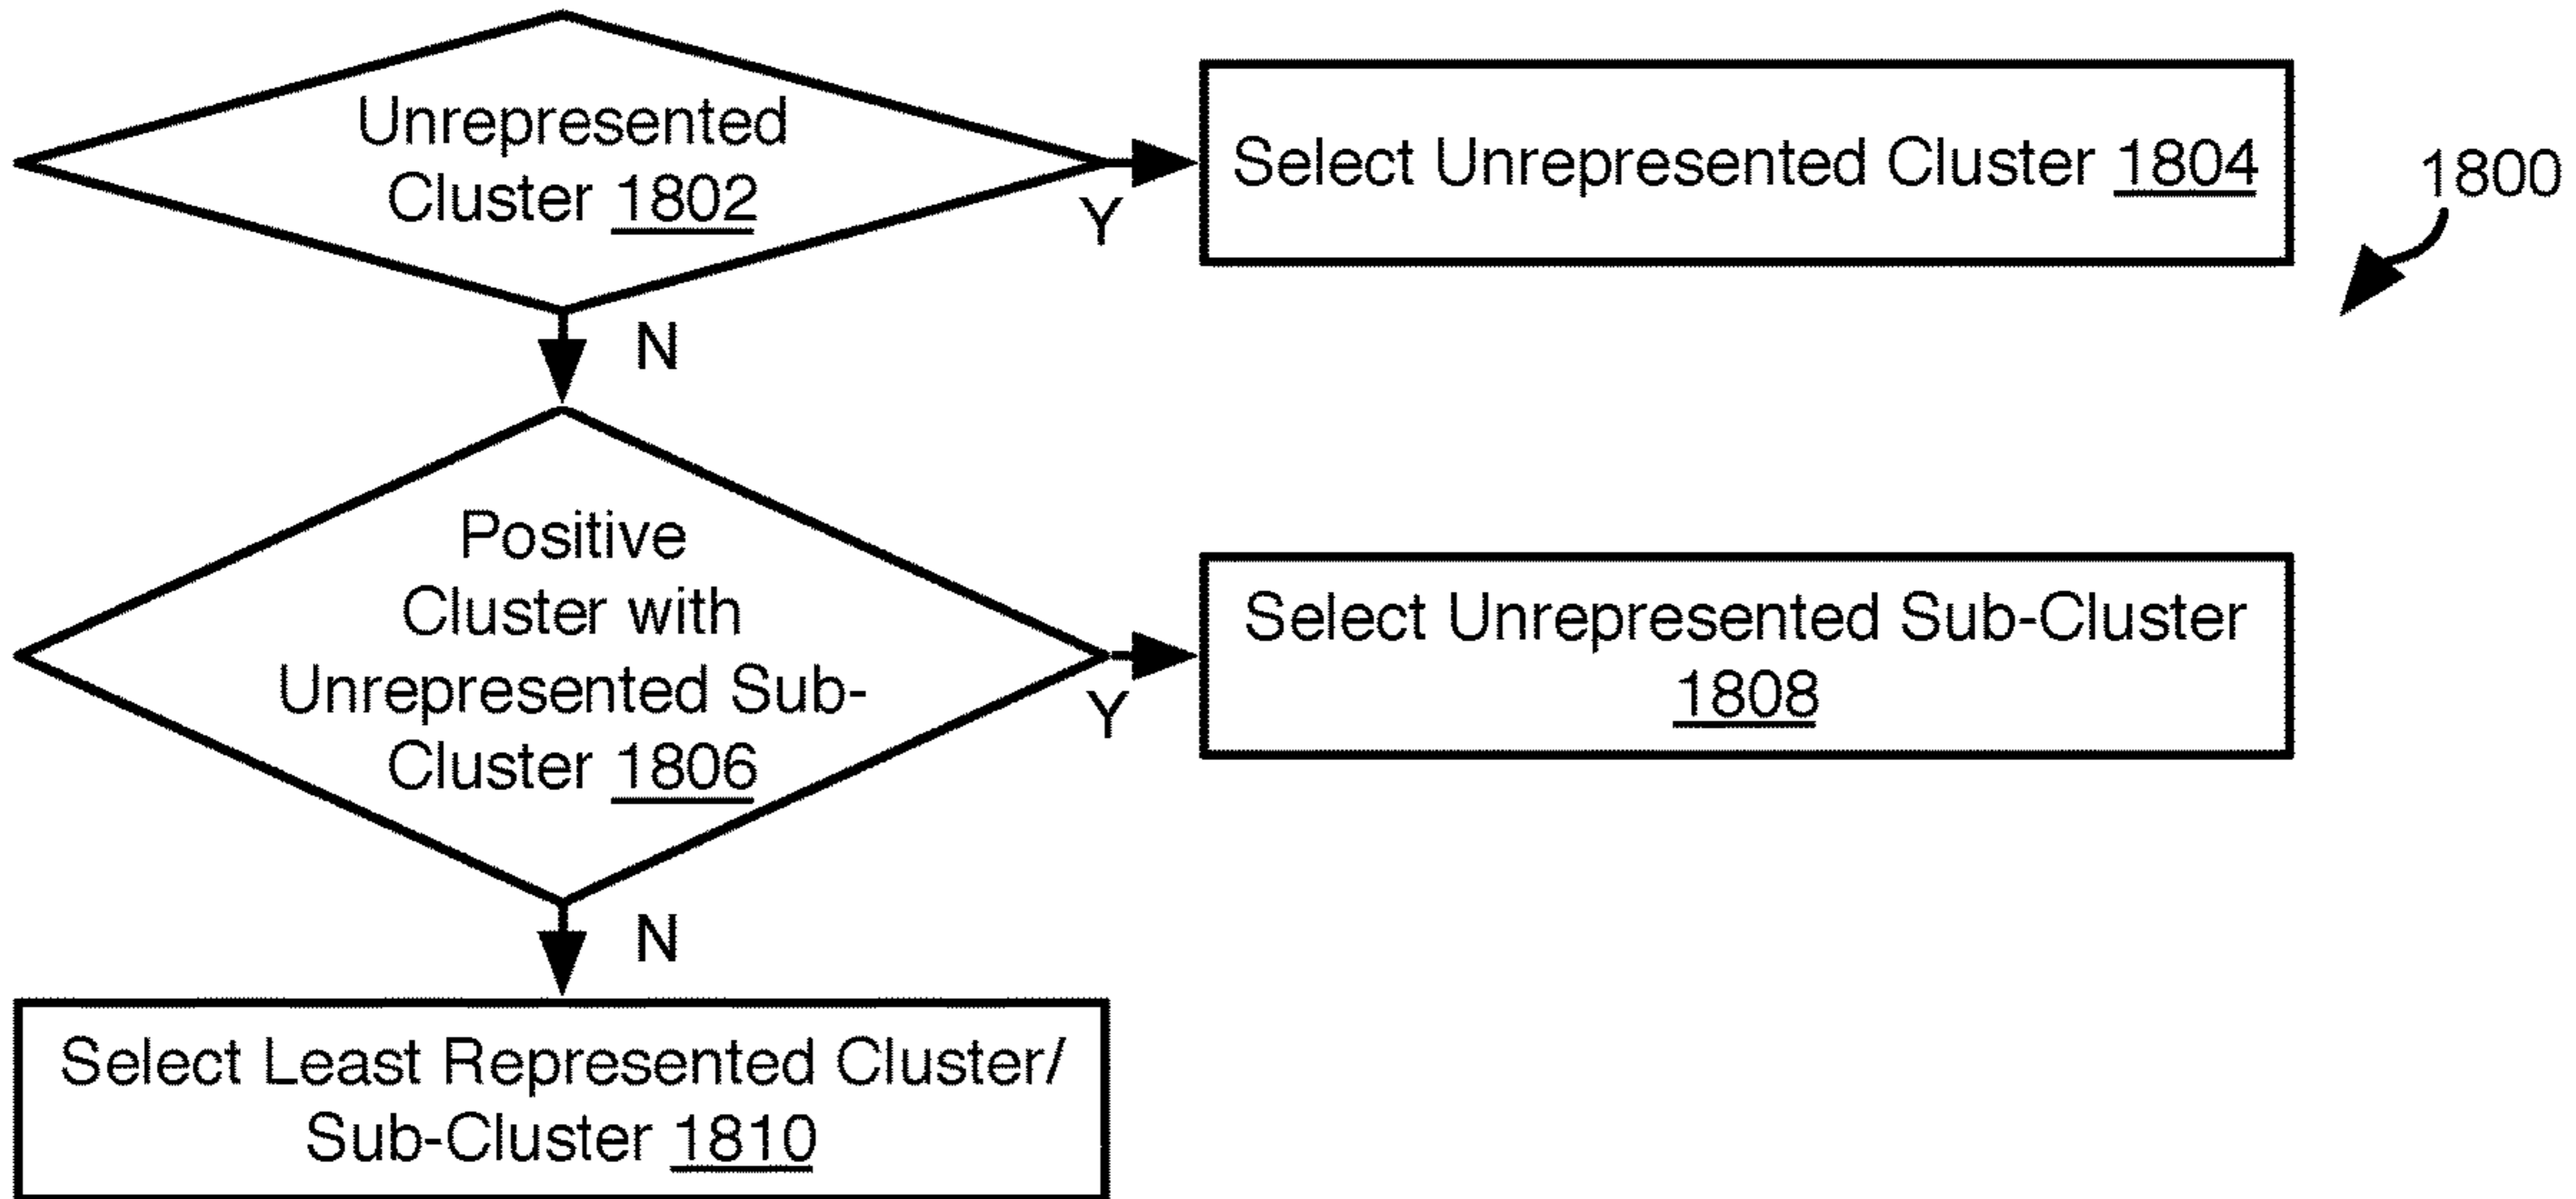 Unrepresented
Cluster 1802
Y
Select Unrepresented Cluster 1804
1800
N
Positive
Cluster with
Unrepresented Sub-
Cluster 1806
Y
Select Unrepresented Sub-Cluster
1808
N
Select Least Represented Cluster/
Sub-Cluster 1810